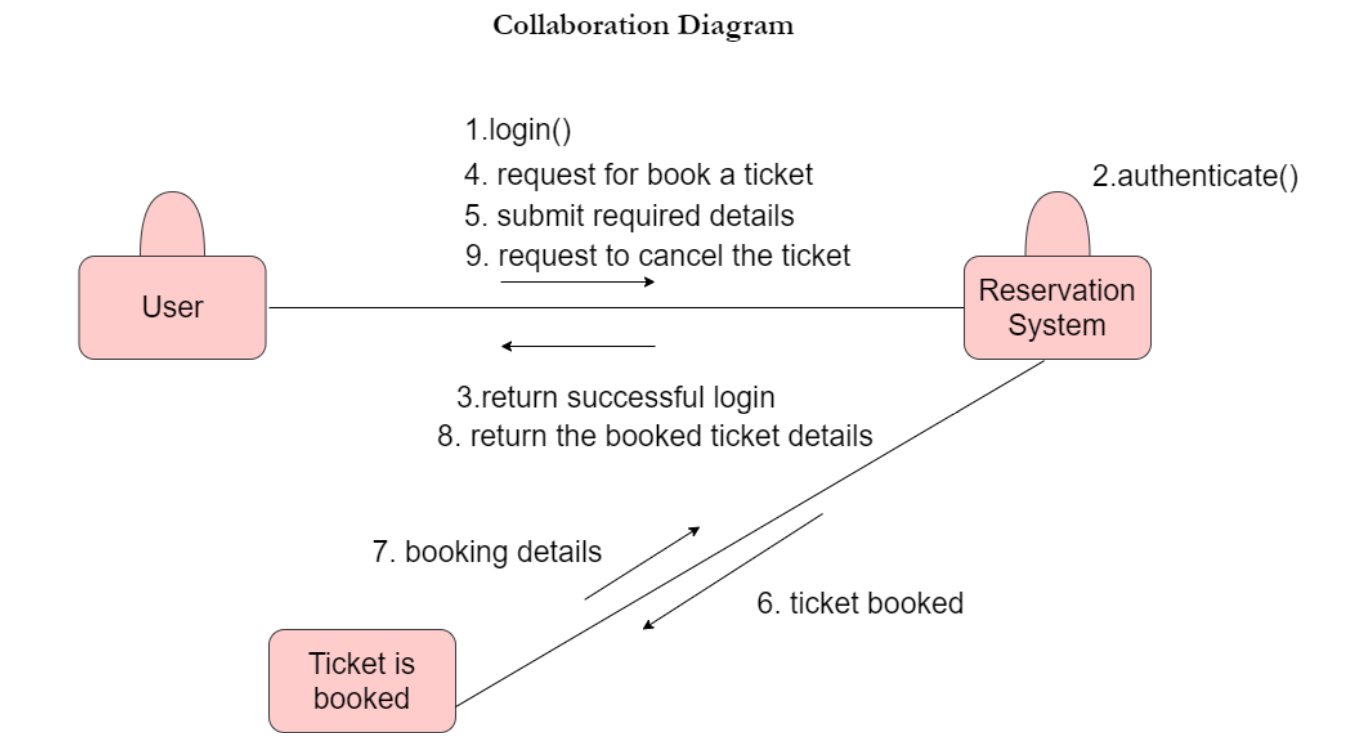 Collaboration Diagram
1.login()
4. request for book a ticket
2.authenticate()
5. submit required details
9. request to cancel the ticket
User
Reservation
System
3.return successful login
8. return the booked ticket details
7. booking details
6. ticket booked
Ticket is
booked